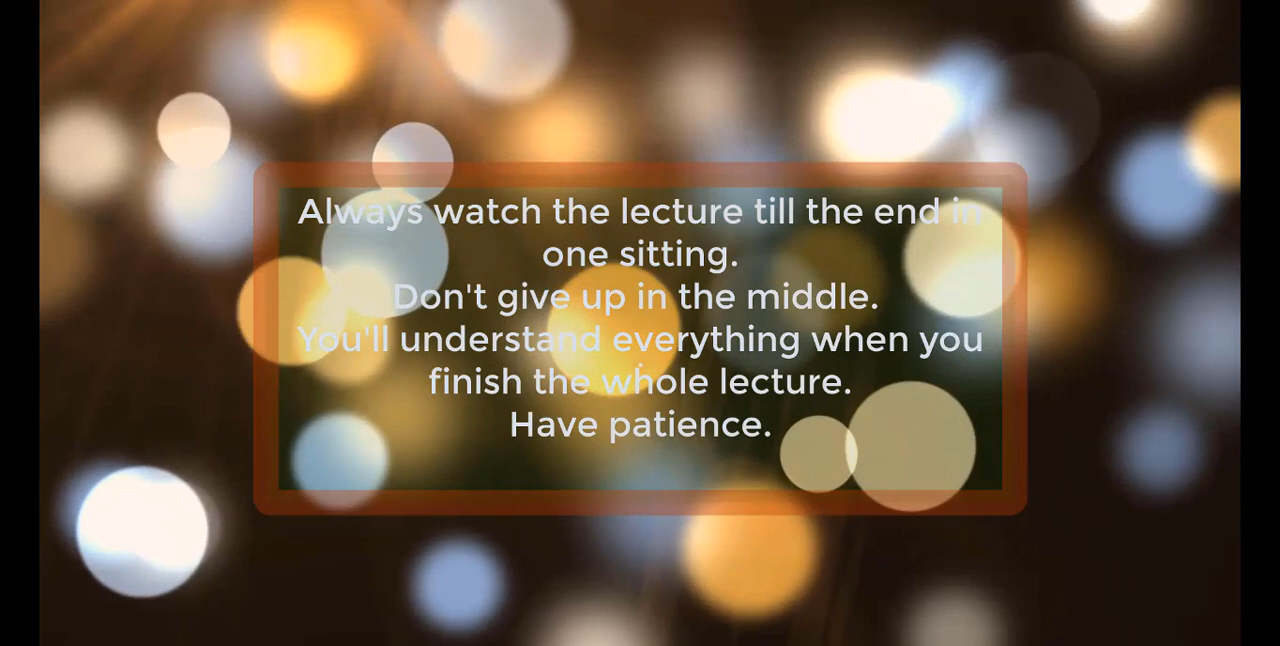 Always watch the lecture till the end in
one sitting.
Don't give up in the middle.
You'll understand everything when you
finish the whole lecture.
Have patience.